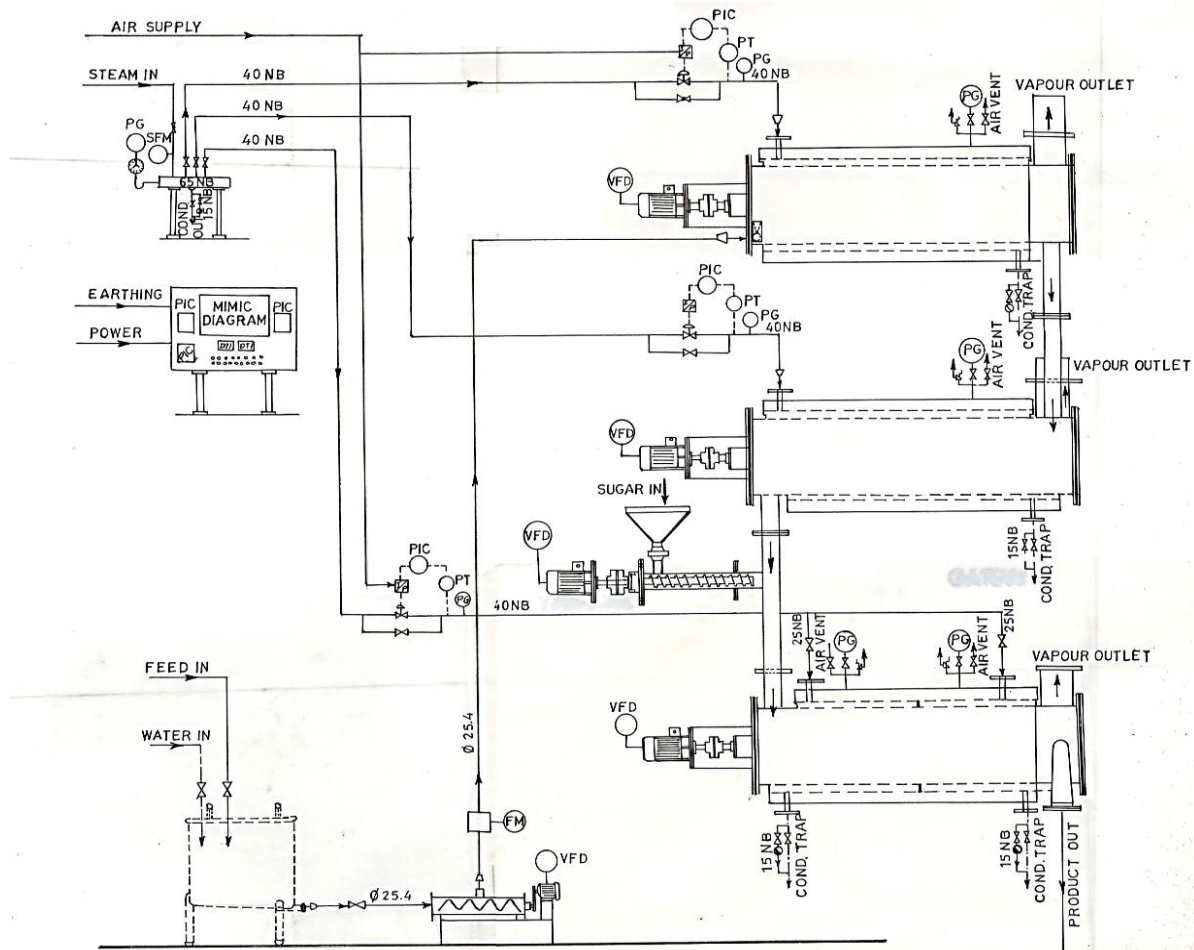 AIR SUPPLY
STEAM IN
40 NB
40 NB
40 NB
PG
SFM
65 NB
COND OUT
15 NB
PIC
PT
PG
40 NB
VFD
PG
AIR VENT
VAPOUR OUTLET
COND. TRAP
EARTHING
POWER
PIC
MIMIC
DIAGRAM
PIC
PIC
PT
PG
40NB
VFD
PG
AIR VENT
VAPOUR OUTLET
15NB
COND. TRAP
SUGAR IN
VFD
PIC
PT
PG
40NB
25NB
25NB
AIR VENT
PG
PG
AIR VENT
VAPOUR OUTLET
VFD
15 NB
COND. TRAP
15 NB
COND. TRAP
PRODUCT OUT
FEED IN
WATER IN
Ø 25.4
FM
VFD
Ø 25.4